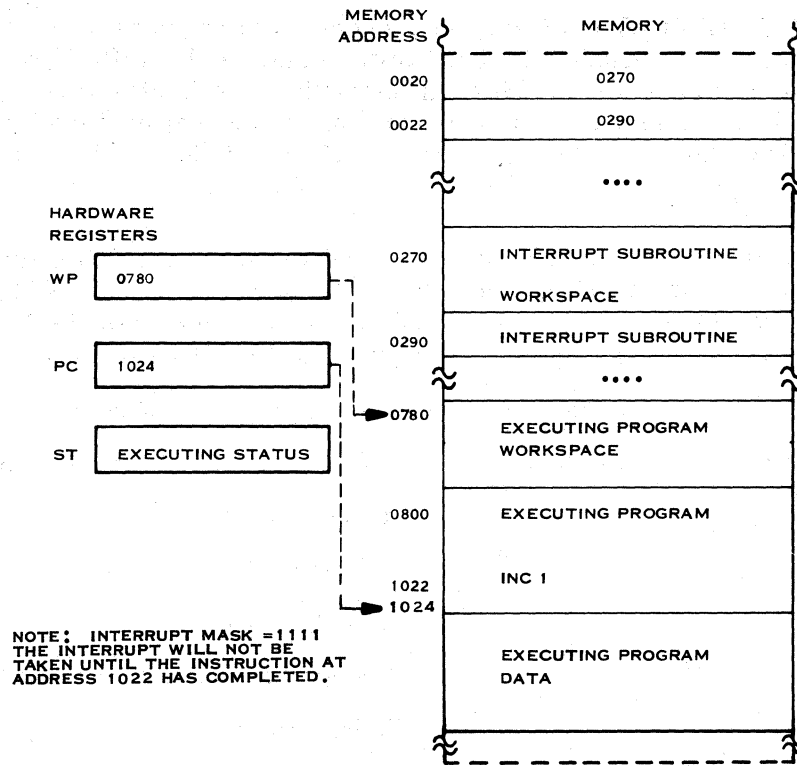 MEMORY
ADDRESS
MEMORY
0020
0270
0022
0290
....
HARDWARE
REGISTERS
WP
0780
PC
1024
ST
EXECUTING STATUS
0270
INTERRUPT SUBROUTINE
WORKSPACE
0290
INTERRUPT SUBROUTINE
....
0780
EXECUTING PROGRAM
WORKSPACE
0800
EXECUTING PROGRAM
1022
INC 1
1024
EXECUTING PROGRAM
DATA
NOTE: INTERRUPT MASK =1111
THE INTERRUPT WILL NOT BE
TAKEN UNTIL THE INSTRUCTION AT
ADDRESS 1022 HAS COMPLETED.